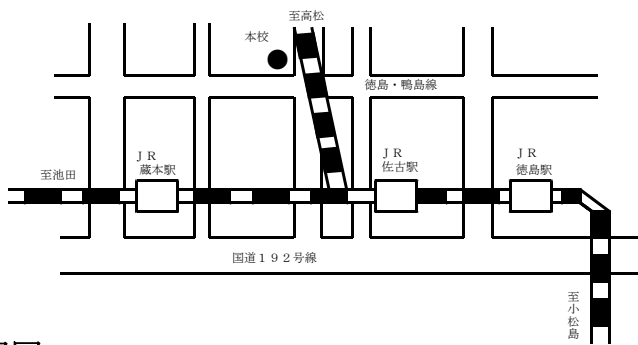 至高松
本校
徳島・鴨島線
ＪＲ
蔵本駅
ＪＲ
佐古駅
ＪＲ
徳島駅
至池田
国道１９２号線
至小松島